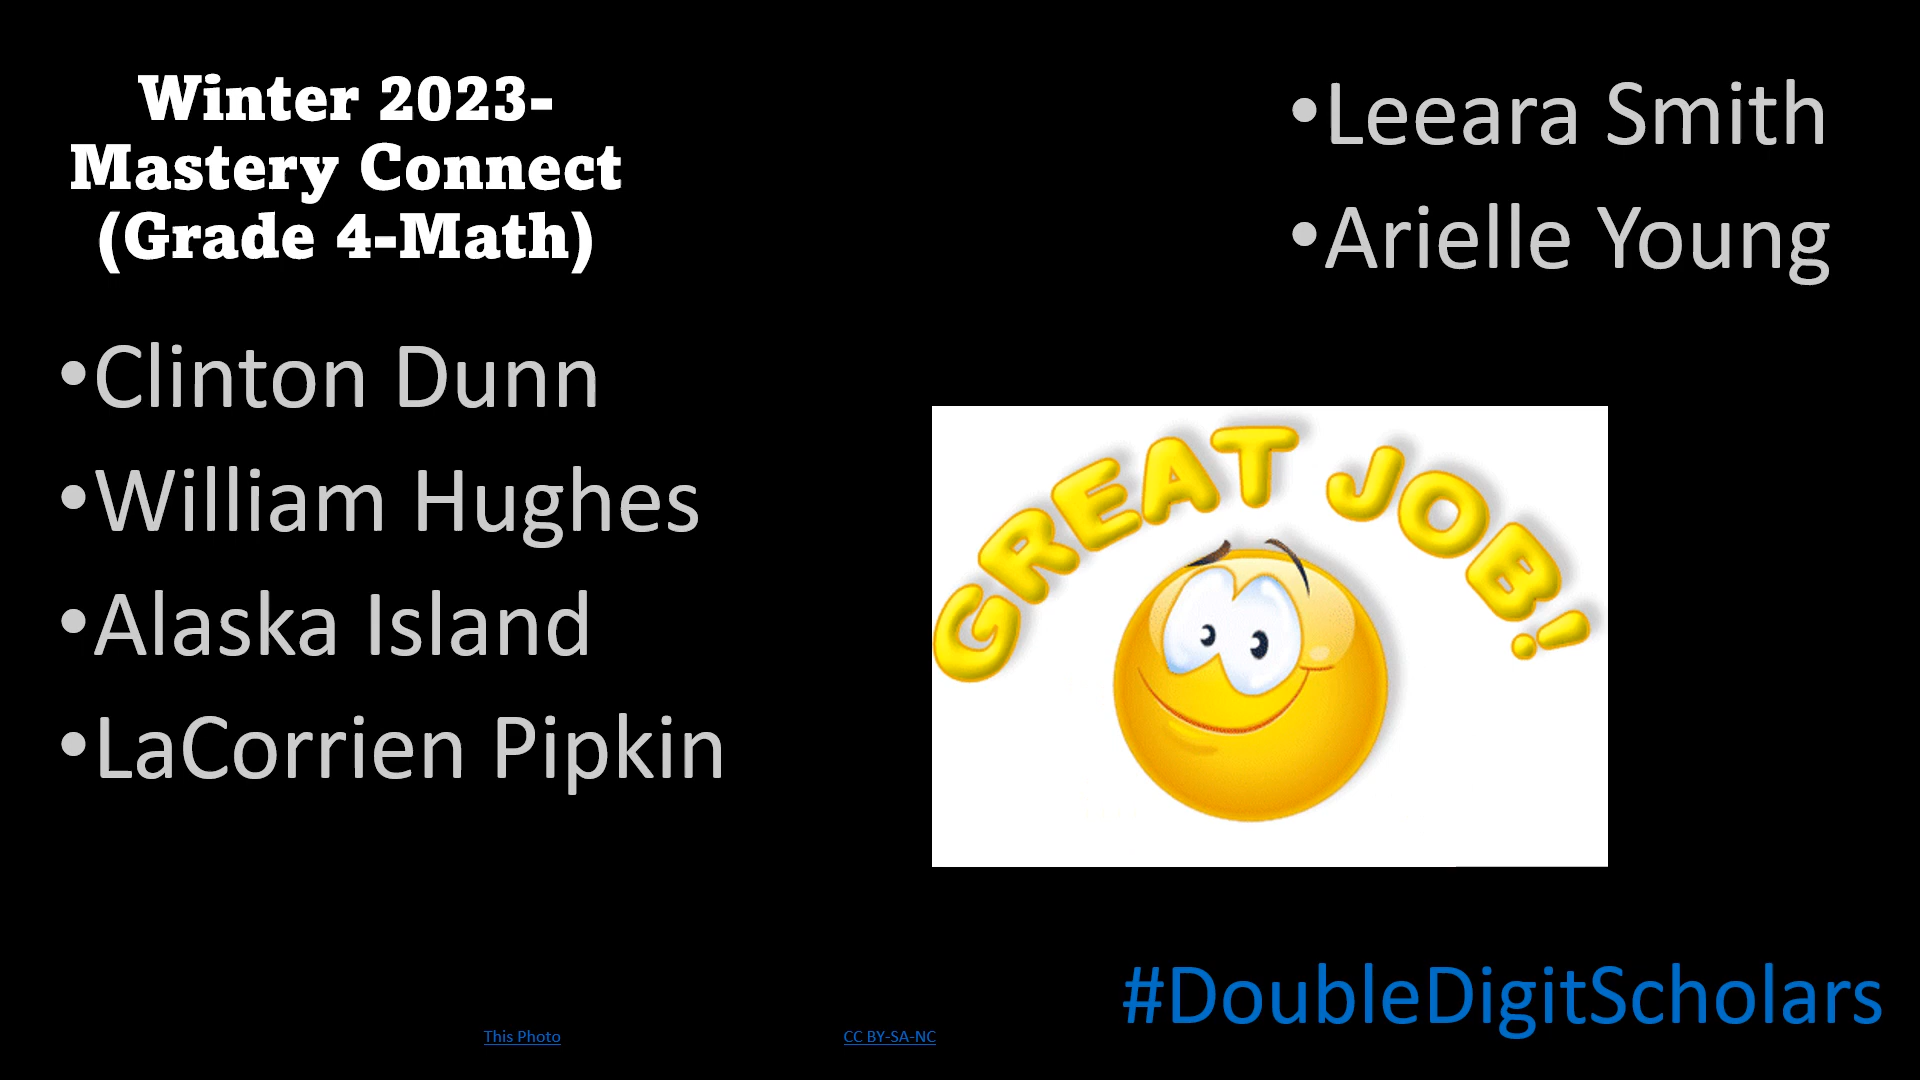 Winter 2023-
Mastery Connect
(Grade 4-Math)
•Clinton Dunn
•William Hughes
•Alaska Island
•LaCorrien Pipkin
•Leeara Smith
•Arielle Young
GREAT JOB!
#DoubleDigitScholars
This Photo
CC BY-SA-NC